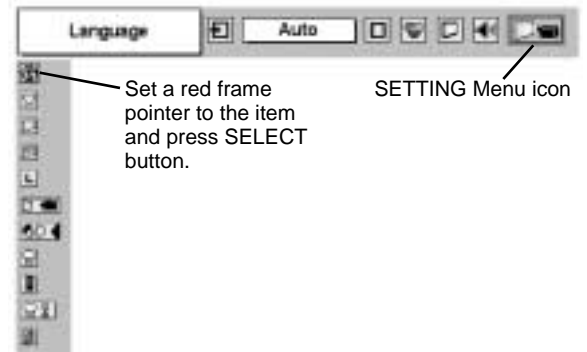 Language
Auto
Set a red frame
pointer to the item
and press SELECT
button.
SETTING Menu icon